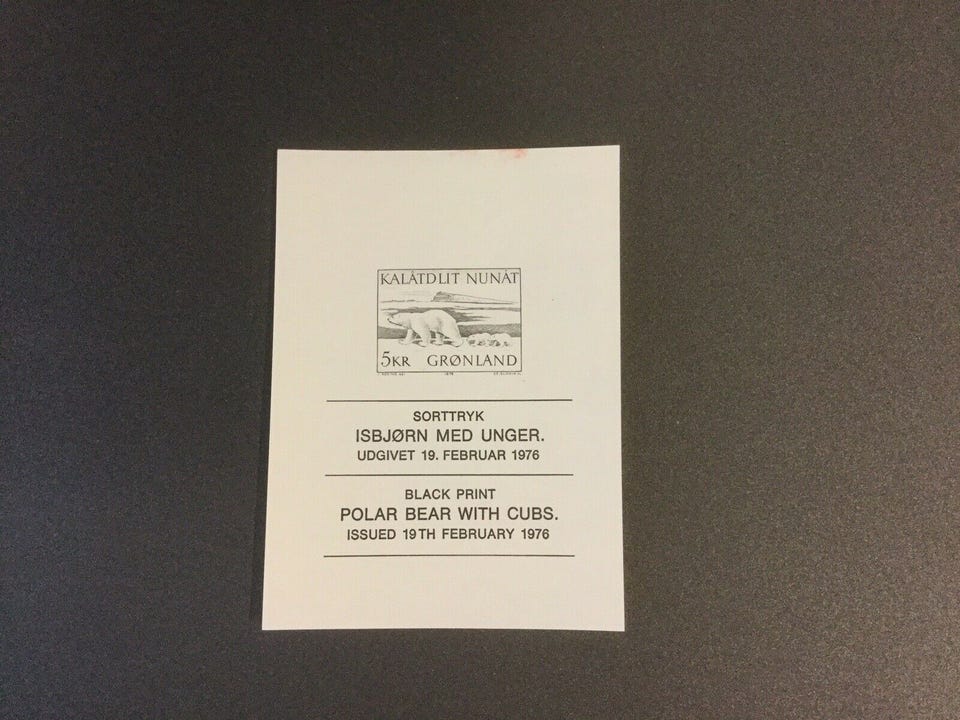 KALÂTDLIT NUNÂT
5KR GRØNLAND
1976
SORTTRYK
ISBJØRN MED UNGER.
UDGIVET 19. FEBRUAR 1976
BLACK PRINT
POLAR BEAR WITH CUBS.
ISSUED 19TH FEBRUARY 1976